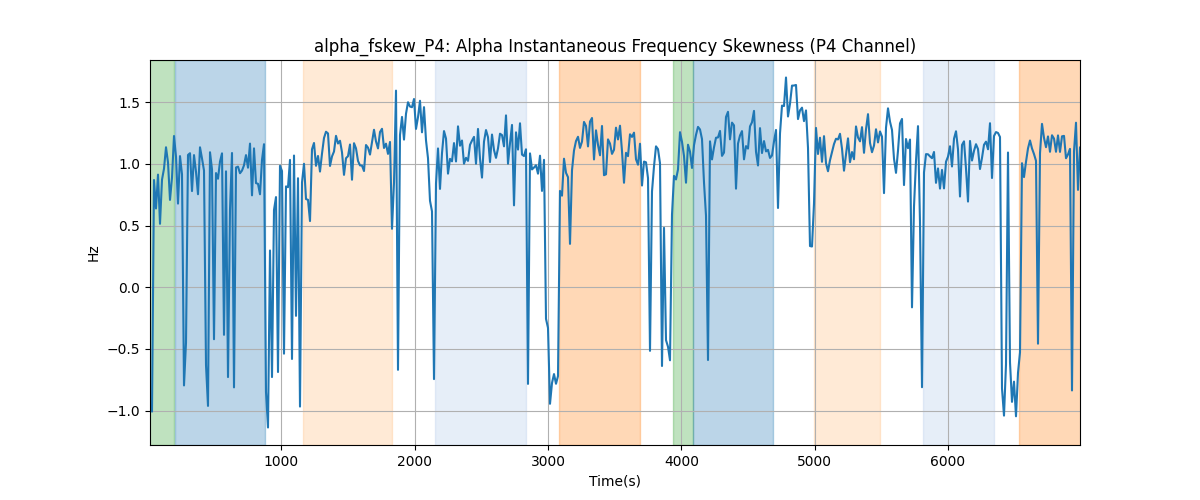 alpha_fskew_P4: Alpha Instantaneous Frequency Skewness (P4 Channel)
1.5
1.0
0.5
0.0
−0.5
−1.0
Hz
1000 2000 3000 4000 5000 6000
Time(s)